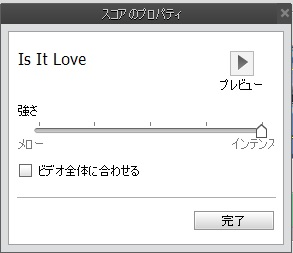 スコアのプロパティ
Is It Love
プレビュー
強さ
メロー インテンス
ビデオ全体に合わせる
完了